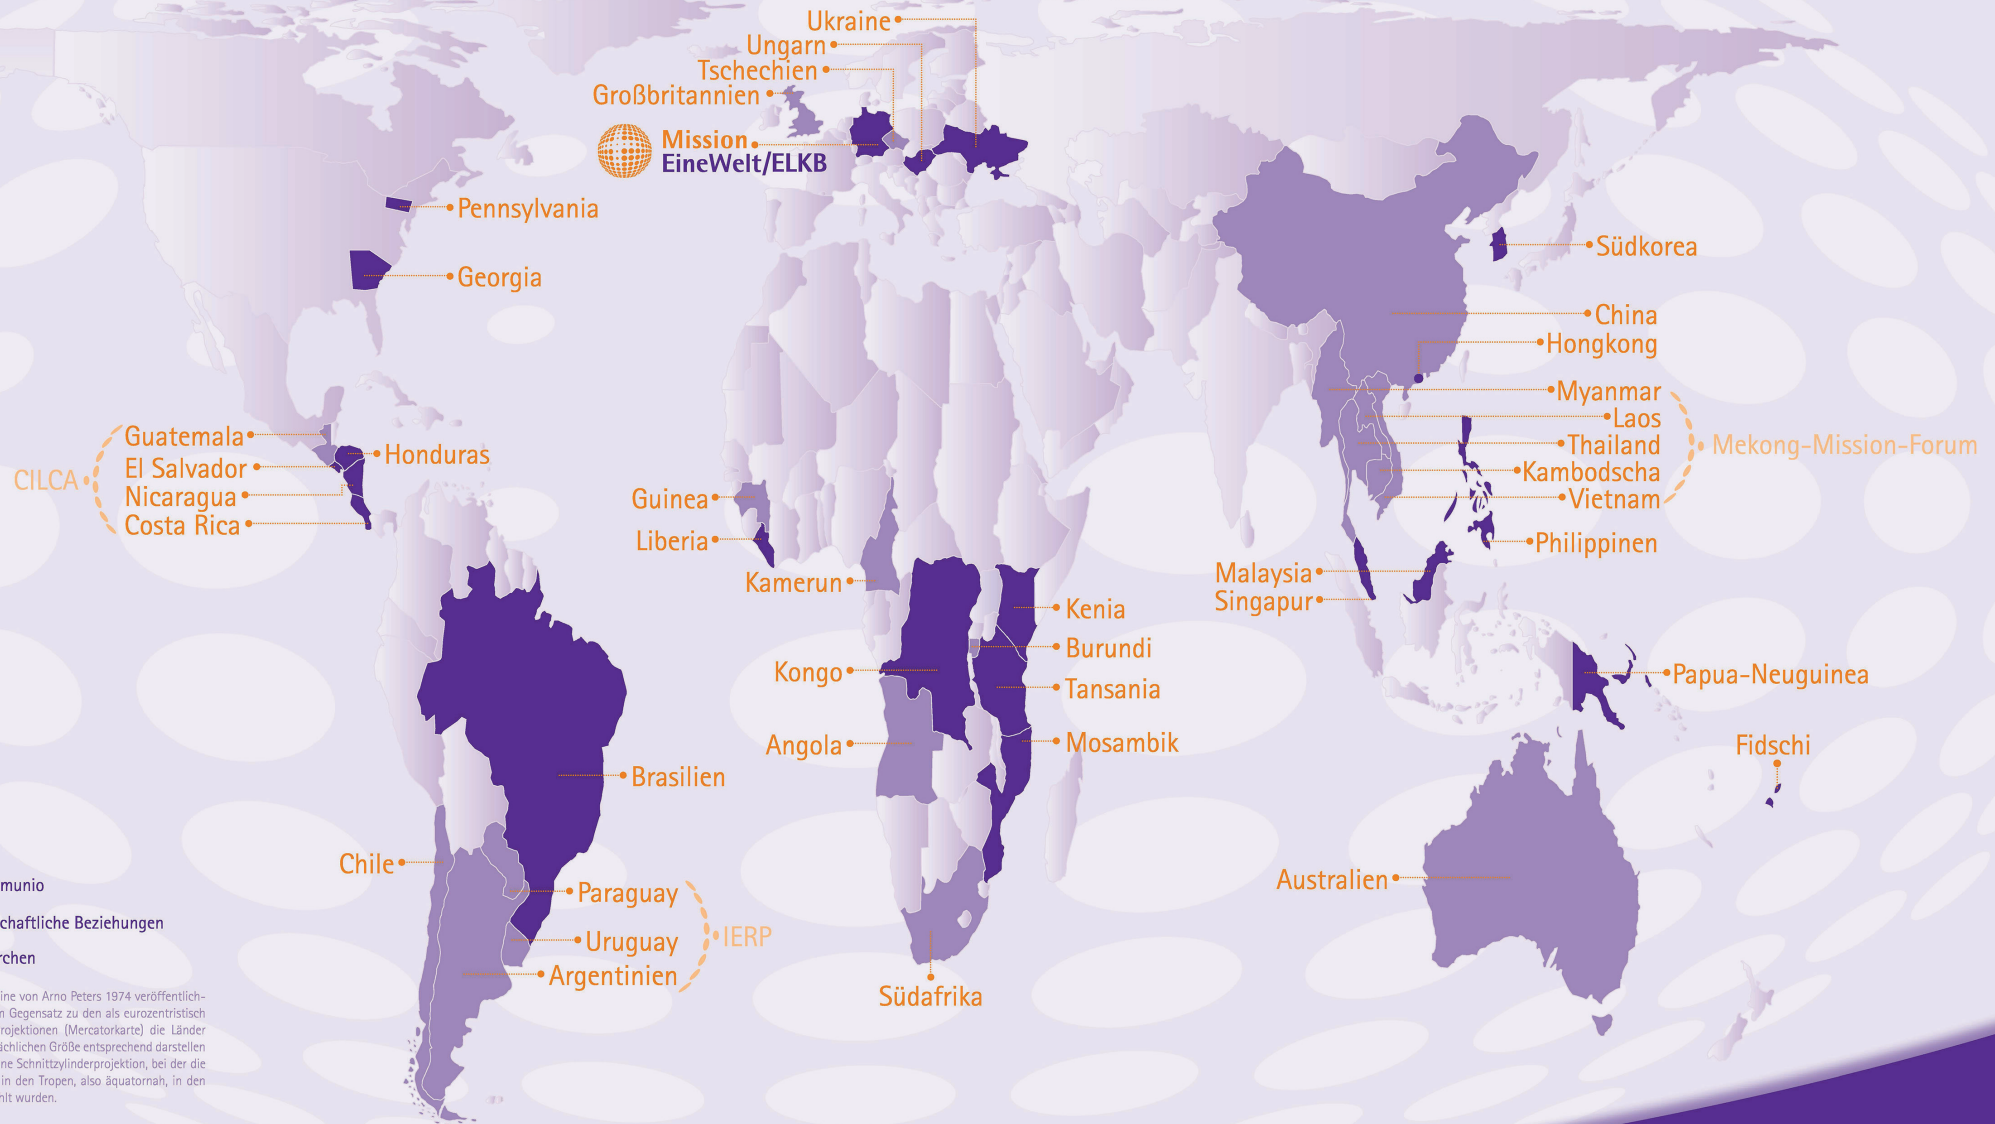 Ukraine
Ungarn
Tschechien
Großbritannien
Mission
EineWelt/ELKB
Pennsylvania
Georgia
Guatemala
El Salvador
Nicaragua
Costa Rica
CILCA
Honduras
Guinea
Liberia
Kamerun
Kongo
Angola
Kenia
Burundi
Tansania
Mosambik
Südafrika
Brasilien
Chile
Paraguay
Uruguay
Argentinien
IERP
Südkorea
China
Hongkong
Myanmar
Laos
Thailand
Kambodscha
Vietnam
Mekong-Mission-Forum
Philippinen
Malaysia
Singapur
Papua-Neuguinea
Fidschi
Australien
munio
chaftliche Beziehungen
rchen
ine von Arno Peters 1974 veröffentlich-
Gegensatz zu den als eurozentristisch
rojektionen (Mercatorkarte) die Länder
ächlichen Größe entsprechend darstellen
ne Schnittzylinderprojektion, bei der die
in den Tropen, also äquatornah, in den
hlt wurden.